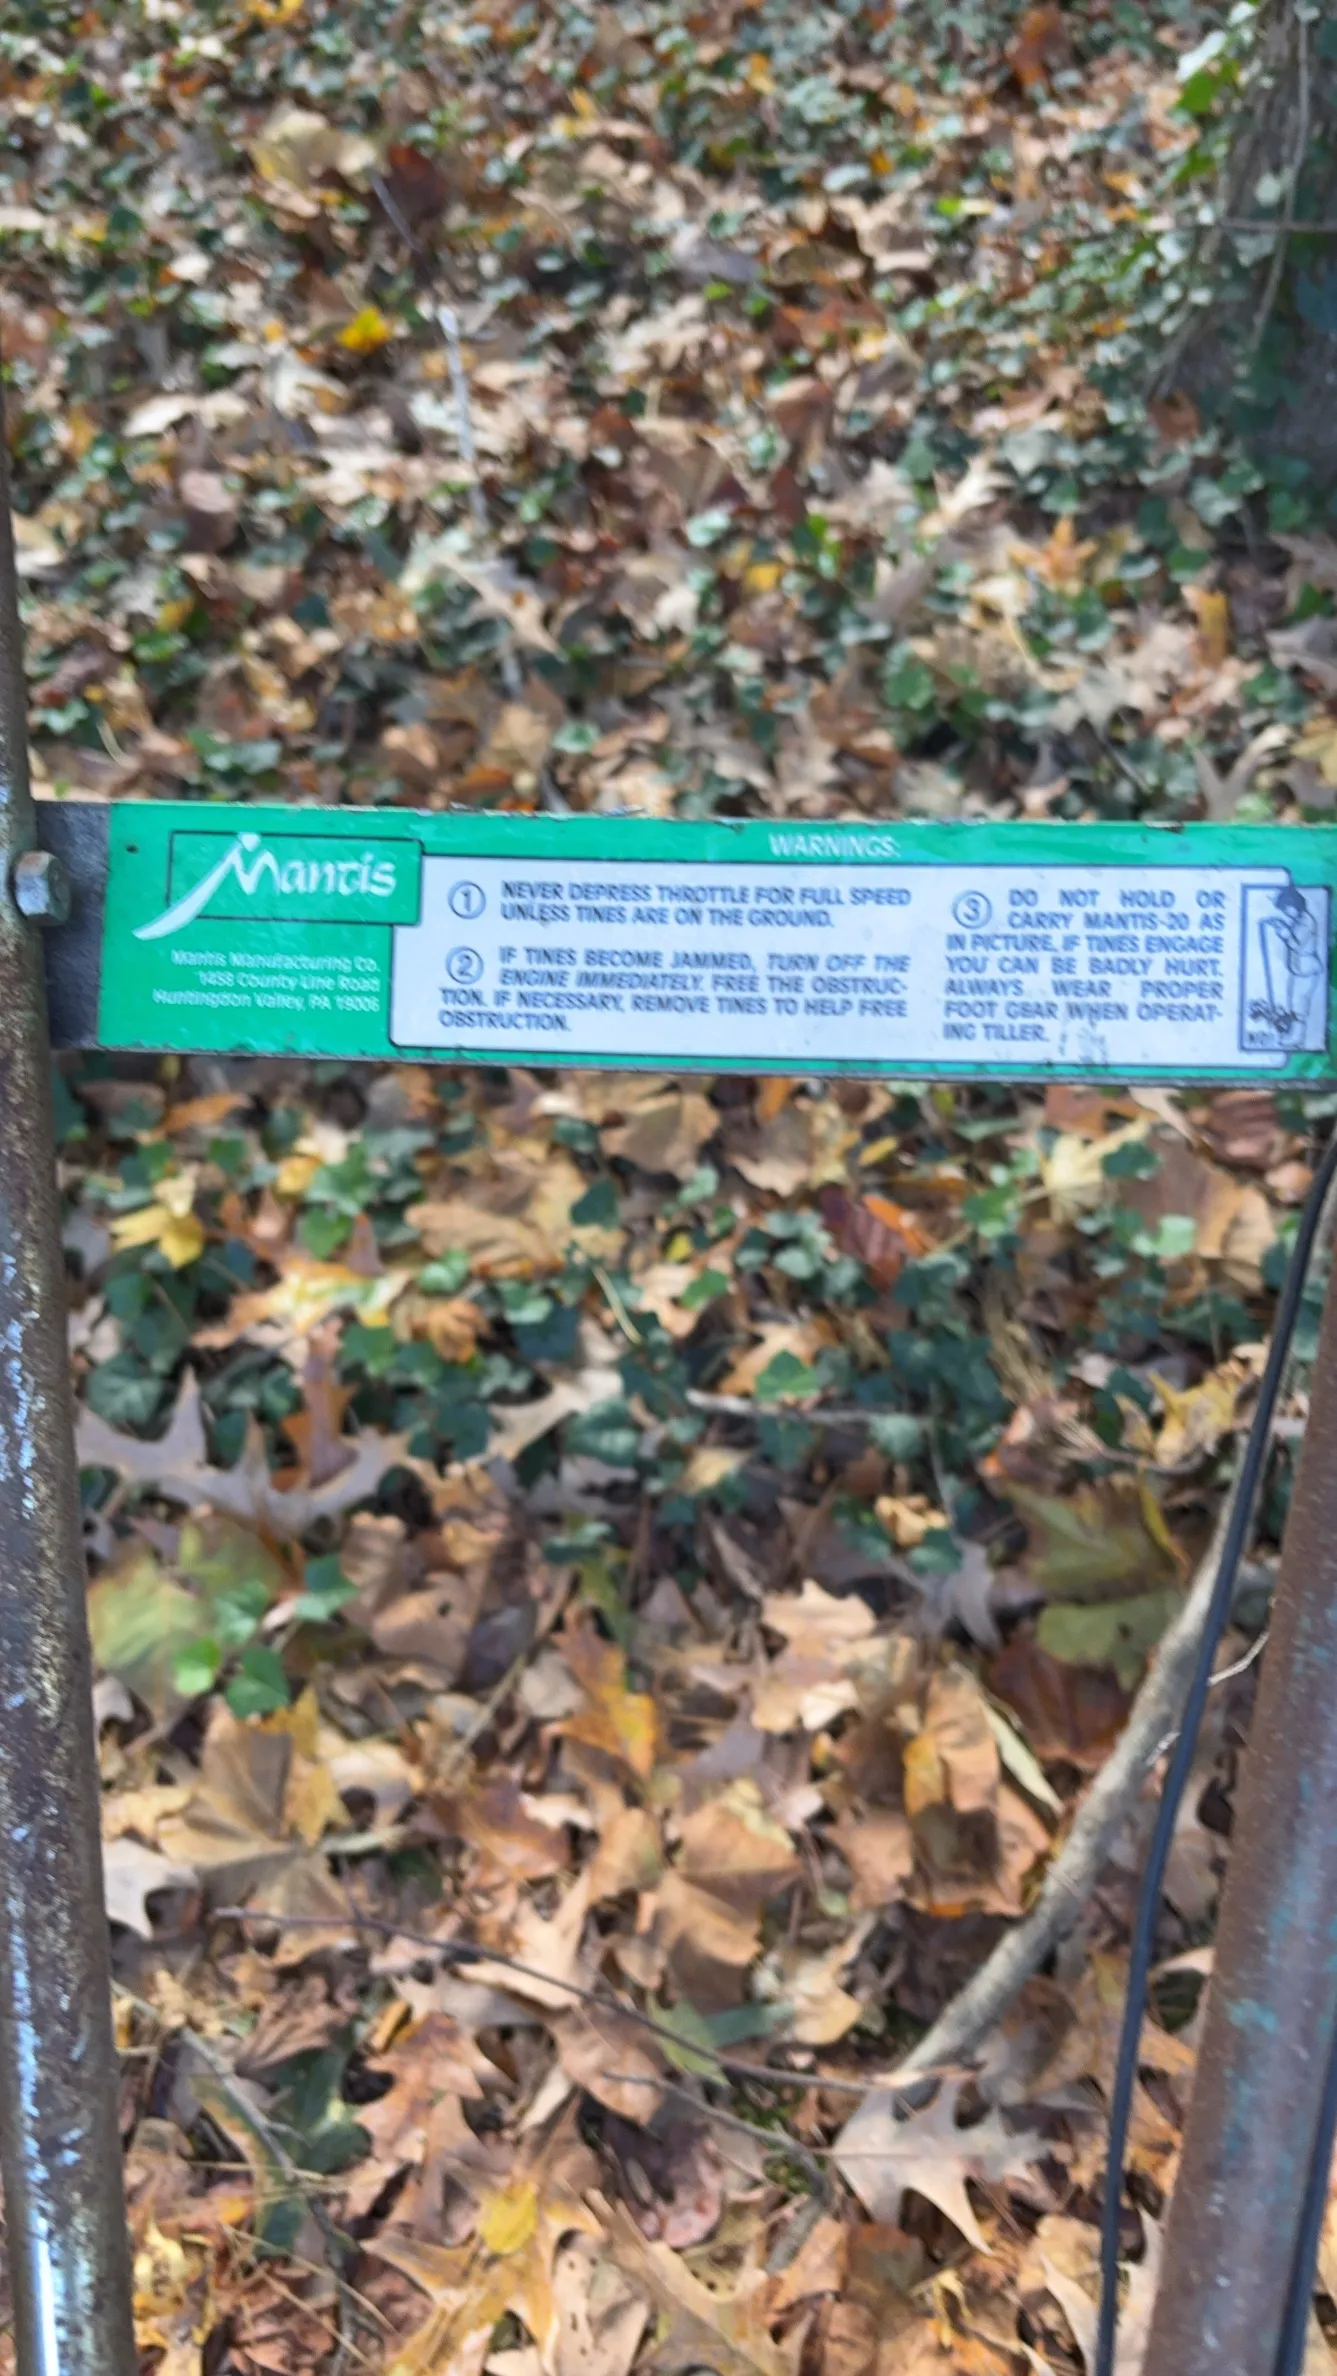 Mantis
Mantis Manufacturing Co.
1458 County Line Road
Huntingdon Valley, PA 19006
WARNINGS:
1 NEVER DEPRESS THROTTLE FOR FULL SPEED
UNLESS TINES ARE ON THE GROUND.
2 IF TINES BECOME JAMMED, TURN OFF THE
ENGINE IMMEDIATELY. FREE THE OBSTRUC-
TION. IF NECESSARY, REMOVE TINES TO HELP FREE
OBSTRUCTION.
3 DO NOT HOLD OR
CARRY MANTIS-20 AS
IN PICTURE. IF TINES ENGAGE
YOU CAN BE BADLY HURT.
ALWAYS WEAR PROPER
FOOT GEAR WHEN OPERAT-
ING TILLER.